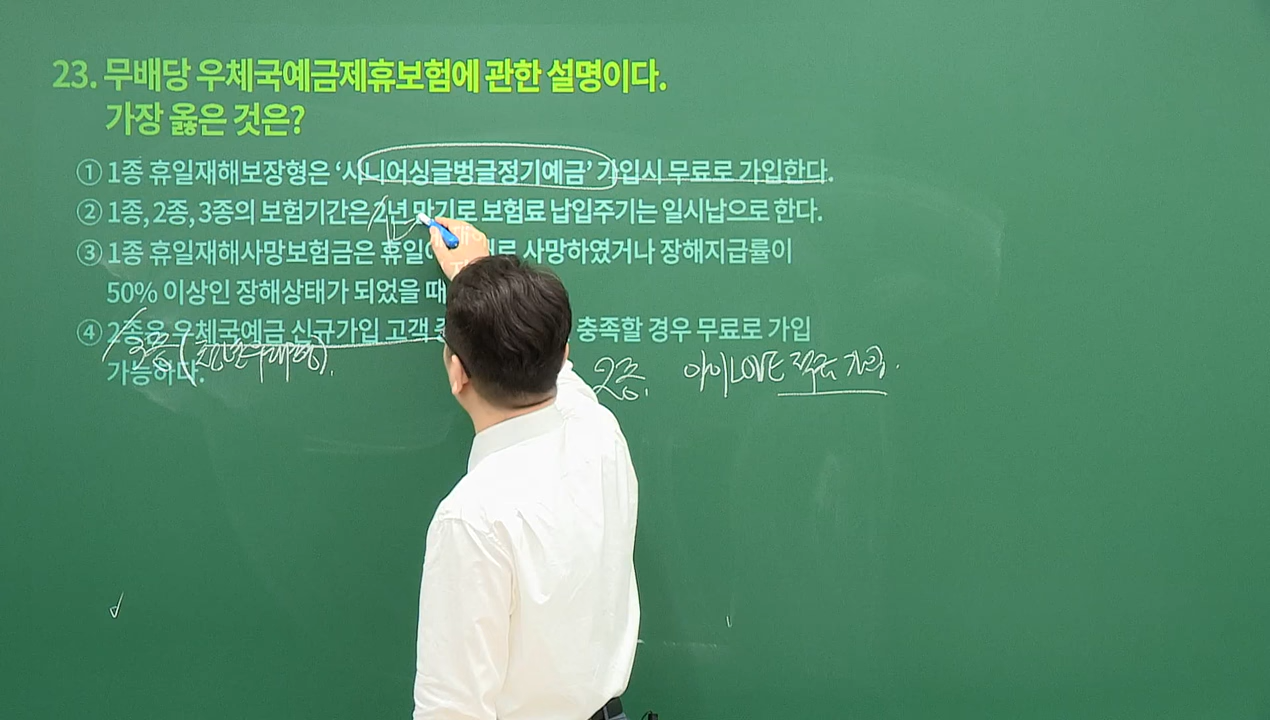 23. 무배당 우체국예금제휴보험에 관한 설명이다.
가장 옳은 것은?
① 1종 휴일재해보장형은 ‘시니어싱글벙글정기예금’ 가입시 무료로 가입한다.
② 1종, 2종, 3종의 보험기간은 2년 만기로 보험료 납입주기는 일시납으로 한다.
1년
③ 1종 휴일재해사망보험금은 휴일에 사망하였거나 장해지급률이
50% 이상인 장해상태가 되었을 때
④ 2종은 우체국예금 신규가입 고객 충족할 경우 무료로 가입
가능하다.
3종
2종. 아이LOVE 적금 가입.